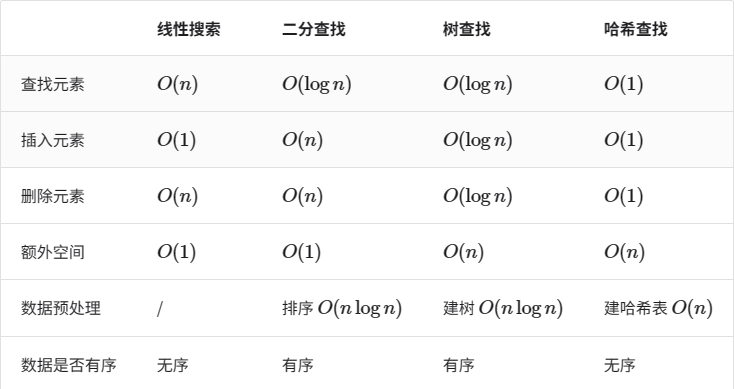 线性搜索 二分查找 树查找 哈希查找
查找元素 O(n) O(log n) O(log n) O(1)
插入元素 O(1) O(n) O(log n) O(1)
删除元素 O(n) O(n) O(log n) O(1)
额外空间 O(1) O(1) O(n) O(n)
数据预处理 / 排序 O(n log n) 建树 O(n log n) 建哈希表 O(n)
数据是否有序 无序 有序 有序 无序